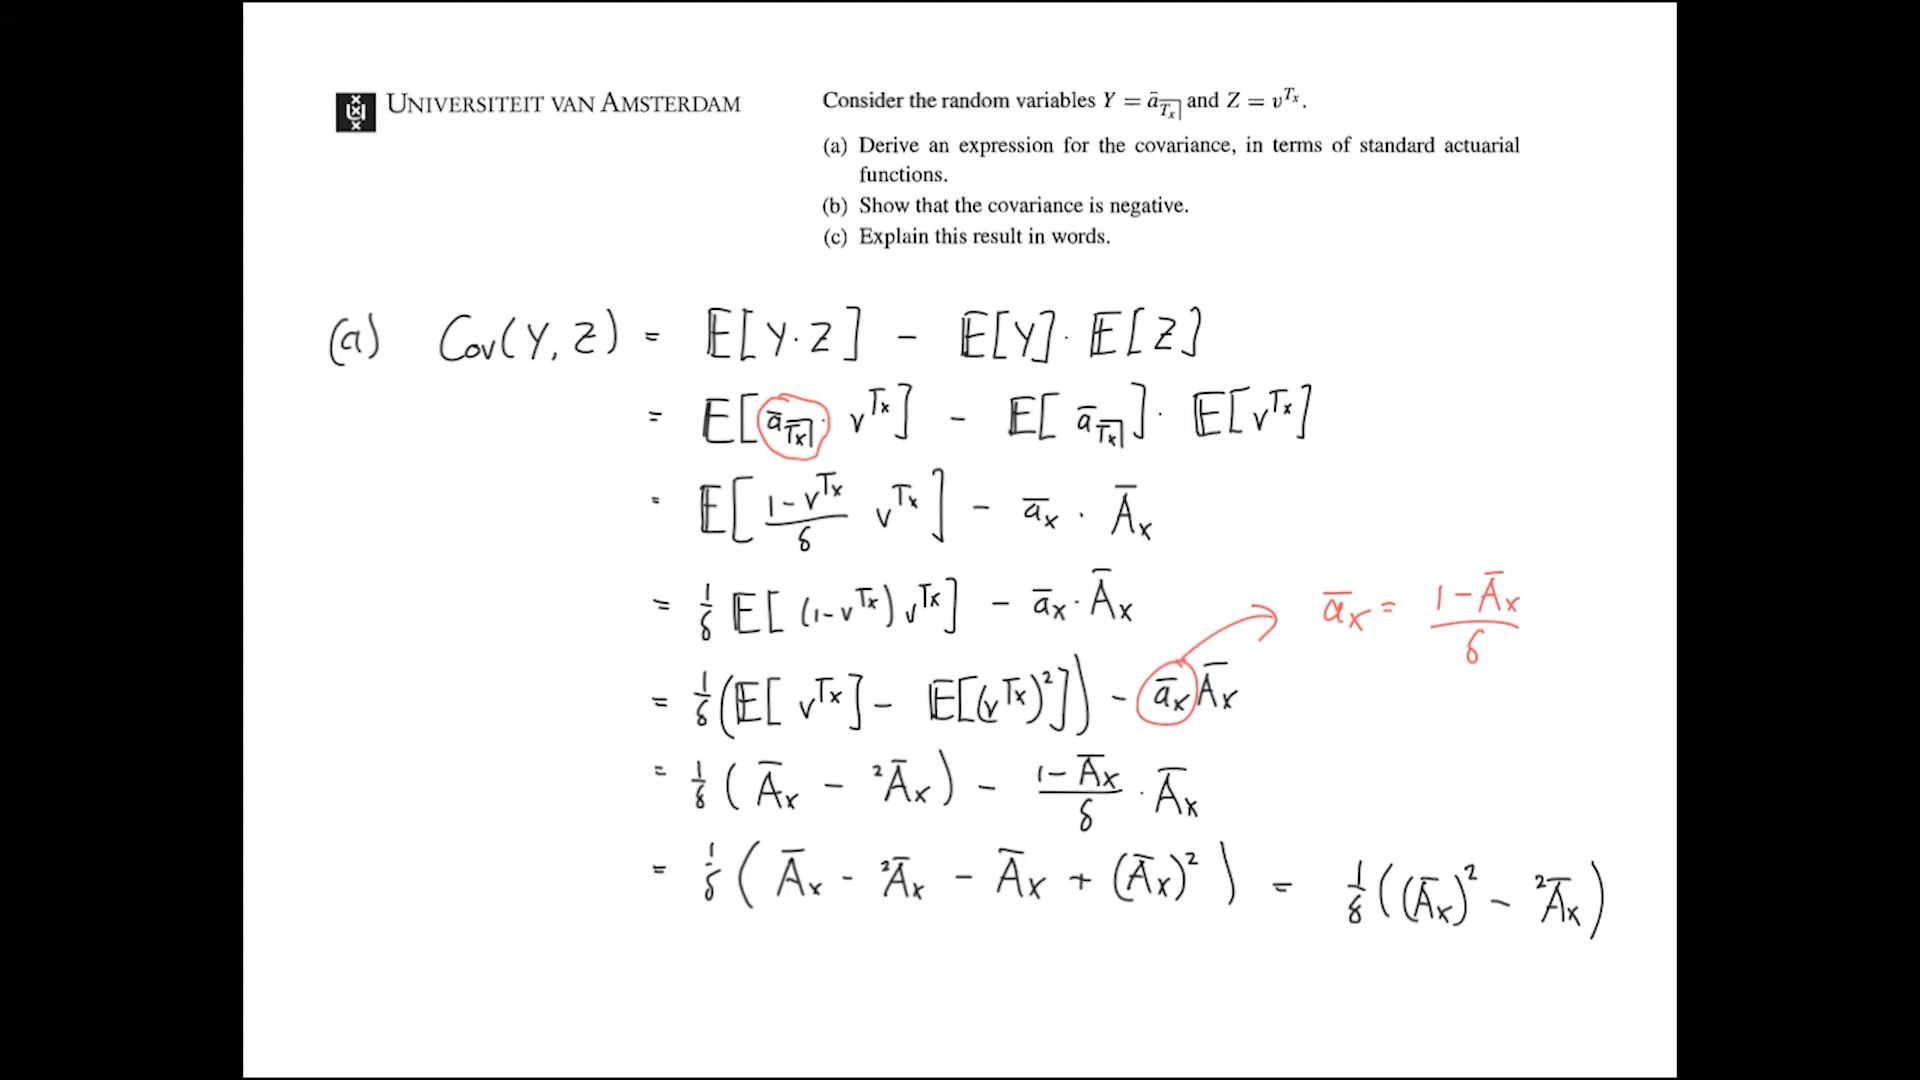 UNIVERSITEIT VAN AMSTERDAM
Consider the random variables Y = ā_{T_x}⌉ and Z = v^{T_x}.
(a) Derive an expression for the covariance, in terms of standard actuarial
functions.
(b) Show that the covariance is negative.
(c) Explain this result in words.
(a) Cov(Y, Z) = E[Y·Z] − E[Y]·E[Z]
= E[ā_{T_x}⌉ · v^{T_x}] − E[ā_{T_x}⌉]·E[v^{T_x}]
= E[(1−v^{T_x})/δ v^{T_x}] − ā_x · Ā_x
= 1/δ E[(1−v^{T_x}) v^{T_x}] − ā_x · Ā_x
ā_x = (1−Ā_x)/δ
= 1/δ (E[v^{T_x}] − E[(v^{T_x})²]) − ā_x Ā_x
= 1/δ (Ā_x − ²Ā_x) − (1−Ā_x)/δ · Ā_x
= 1/δ (Ā_x − ²Ā_x − Ā_x + (Ā_x)²) = 1/δ ((Ā_x)² − ²Ā_x)